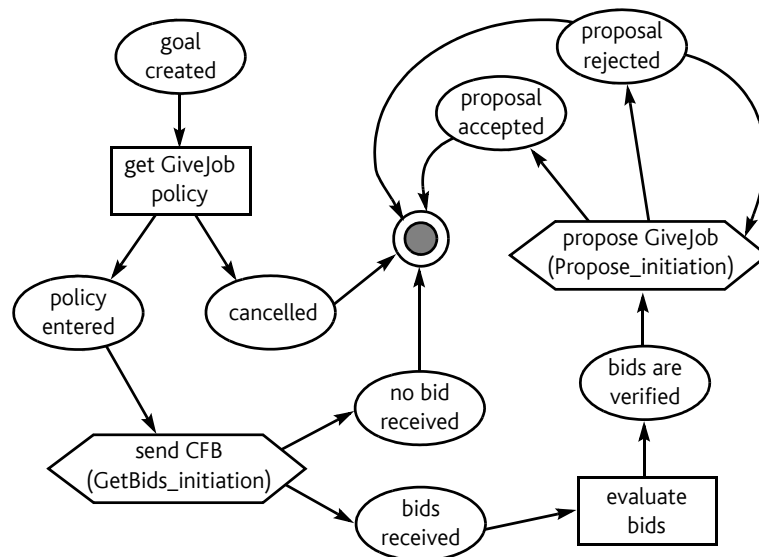 goal
created
get GiveJob
policy
policy
entered
cancelled
send CFB
(GetBids_initiation)
no bid
received
bids
received
evaluate
bids
bids are
verified
propose GiveJob
(Propose_initiation)
proposal
accepted
proposal
rejected